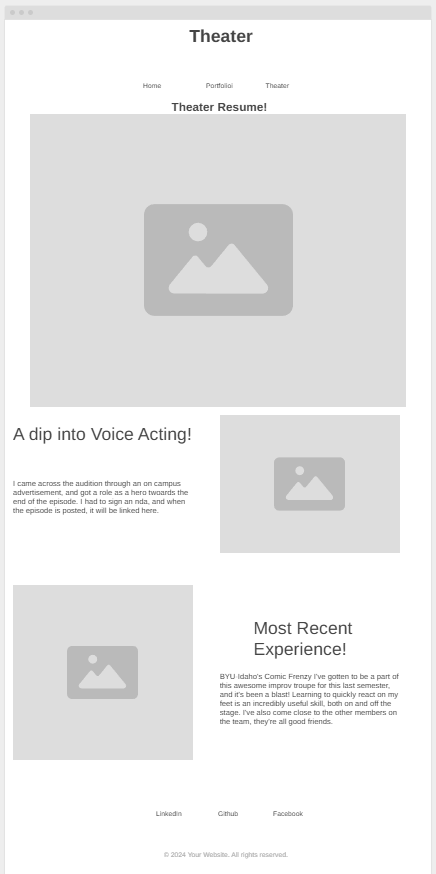 Theater
Home Portfolioi Theater
Theater Resume!
A dip into Voice Acting!
I came across the audition through an on campus
advertisement, and got a role as a hero twoards the
end of the episode. I had to sign an nda, and when
the episode is posted, it will be linked here.
Most Recent
Experience!
BYU Idaho's Comic Frenzy I've gotten to be a part of
this awesome improv troupe for this last semester,
and it's been a blast! Learning to quickly react on my
feet is an incredibly useful skill, both on and off the
stage. I've also come close to the other members on
the team, they're all good friends.
LinkedIn Github Facebook
© 2024 Your Website. All rights reserved.